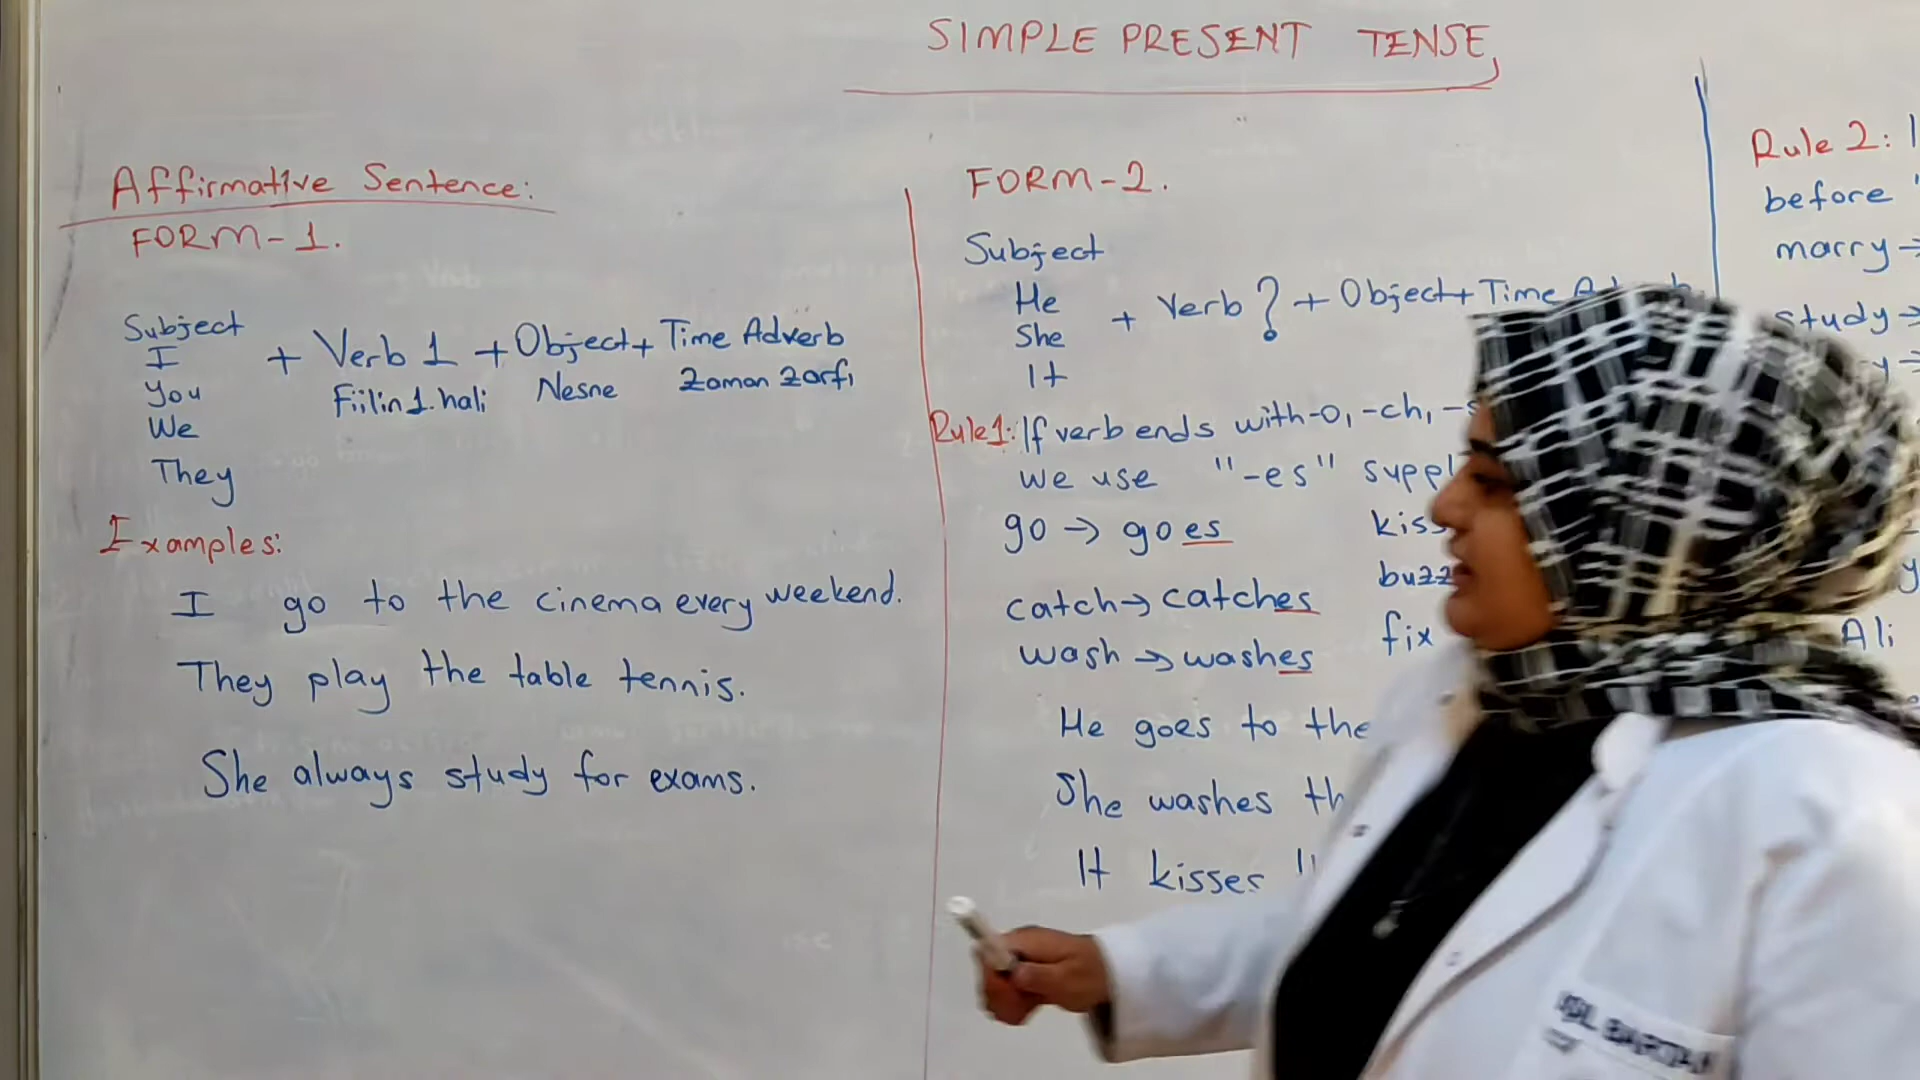 SIMPLE PRESENT TENSE
Affirmative Sentence:
FORM-1.
Subject
I
You
We
They
+ Verb 1 + Object + Time Adverb
Fiilin 1. hali Nesne Zaman Zarfı
Examples:
I go to the cinema every weekend.
They play the table tennis.
She always study for exams.
FORM-2.
Subject
He
She
It
+ Verb ? + Object + Time
Rule 1: If verb ends with -o, -ch,
we use "-es"
go → goes
catch → catches
wash → washes
fix
He goes to the
She washes
It kisses
Rule 2:
before
marry →
study →
Ali